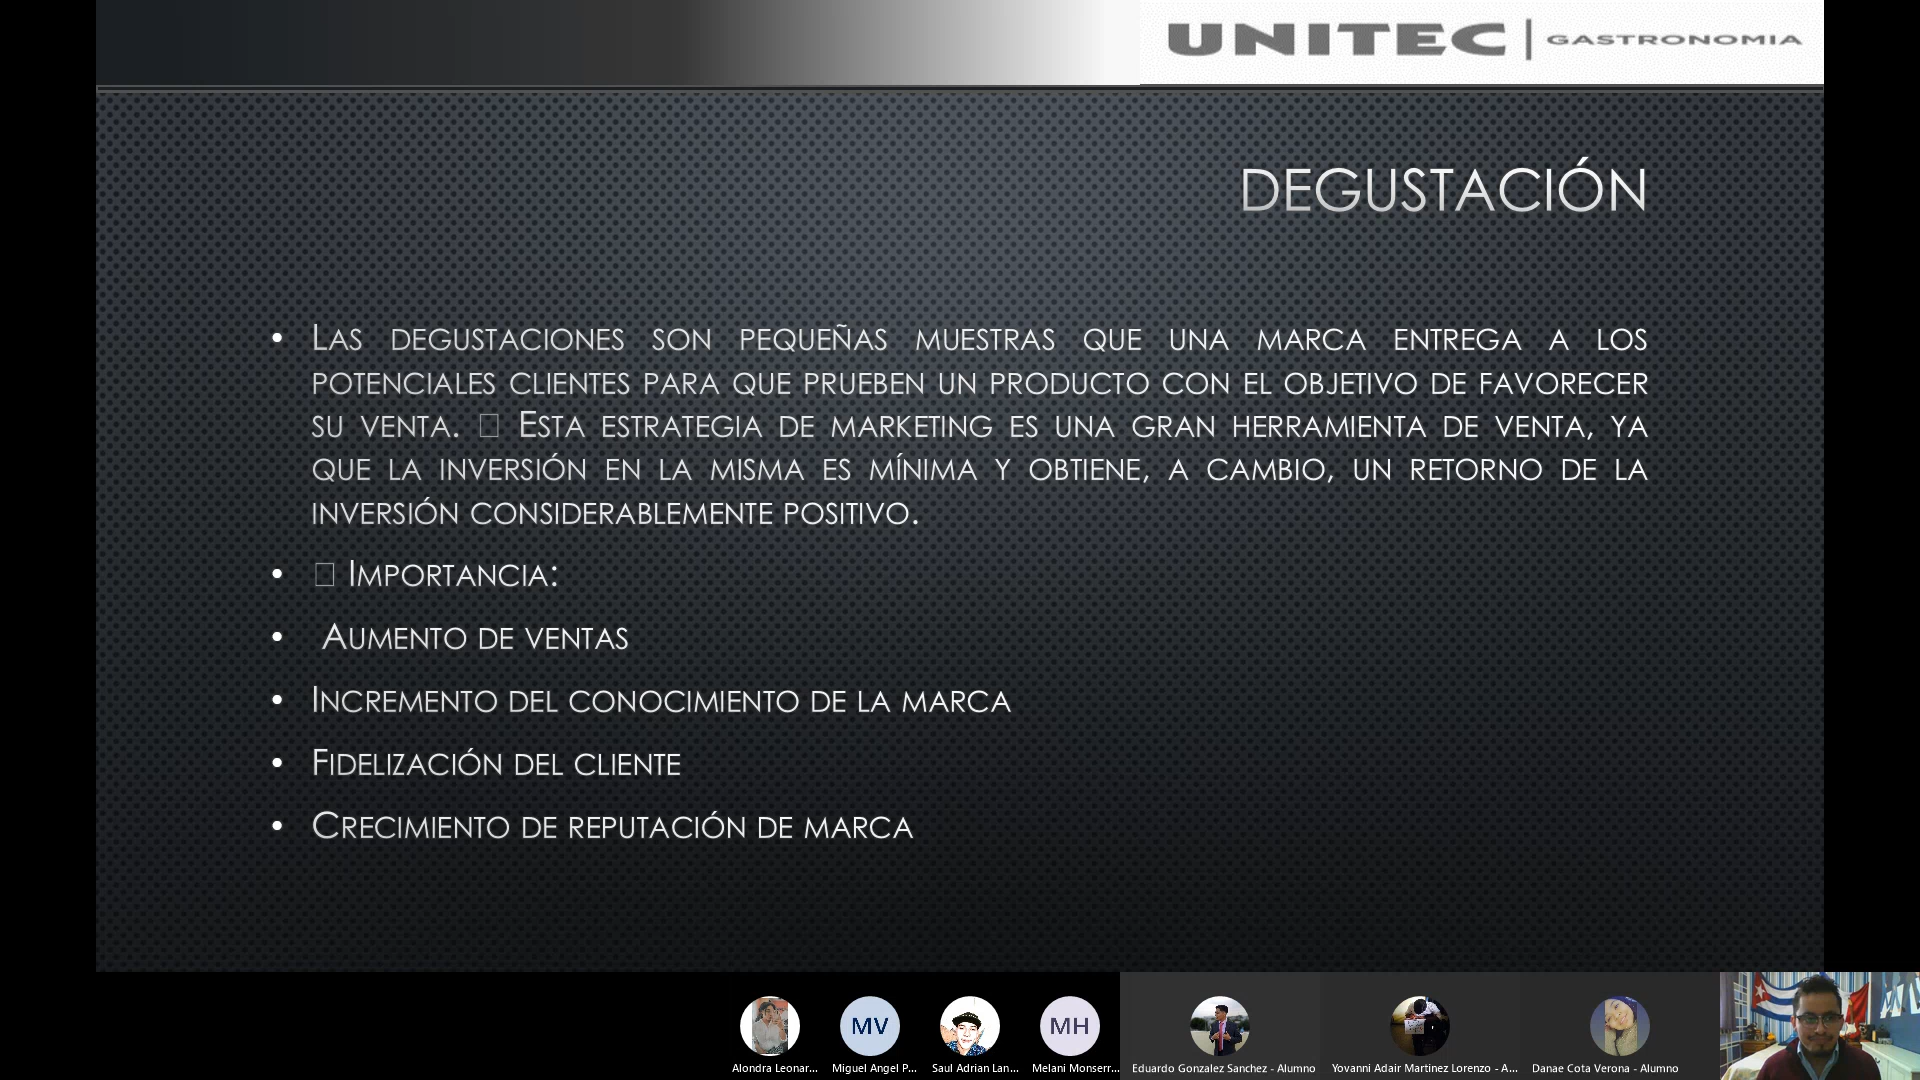 UNITEC | GASTRONOMIA
DEGUSTACIÓN
• LAS DEGUSTACIONES SON PEQUEÑAS MUESTRAS QUE UNA MARCA ENTREGA A LOS
POTENCIALES CLIENTES PARA QUE PRUEBEN UN PRODUCTO CON EL OBJETIVO DE FAVORECER
SU VENTA. □ ESTA ESTRATEGIA DE MARKETING ES UNA GRAN HERRAMIENTA DE VENTA, YA
QUE LA INVERSIÓN EN LA MISMA ES MÍNIMA Y OBTIENE, A CAMBIO, UN RETORNO DE LA
INVERSIÓN CONSIDERABLEMENTE POSITIVO.
• □ IMPORTANCIA:
• AUMENTO DE VENTAS
• INCREMENTO DEL CONOCIMIENTO DE LA MARCA
• FIDELIZACIÓN DEL CLIENTE
• CRECIMIENTO DE REPUTACIÓN DE MARCA
MV
MH
Alondra Leonar... Miguel Angel P... Saul Adrian Lan... Melani Monserr... Eduardo Gonzalez Sanchez - Alumno Yovanni Adair Martinez Lorenzo - A... Danae Cota Verona - Alumno